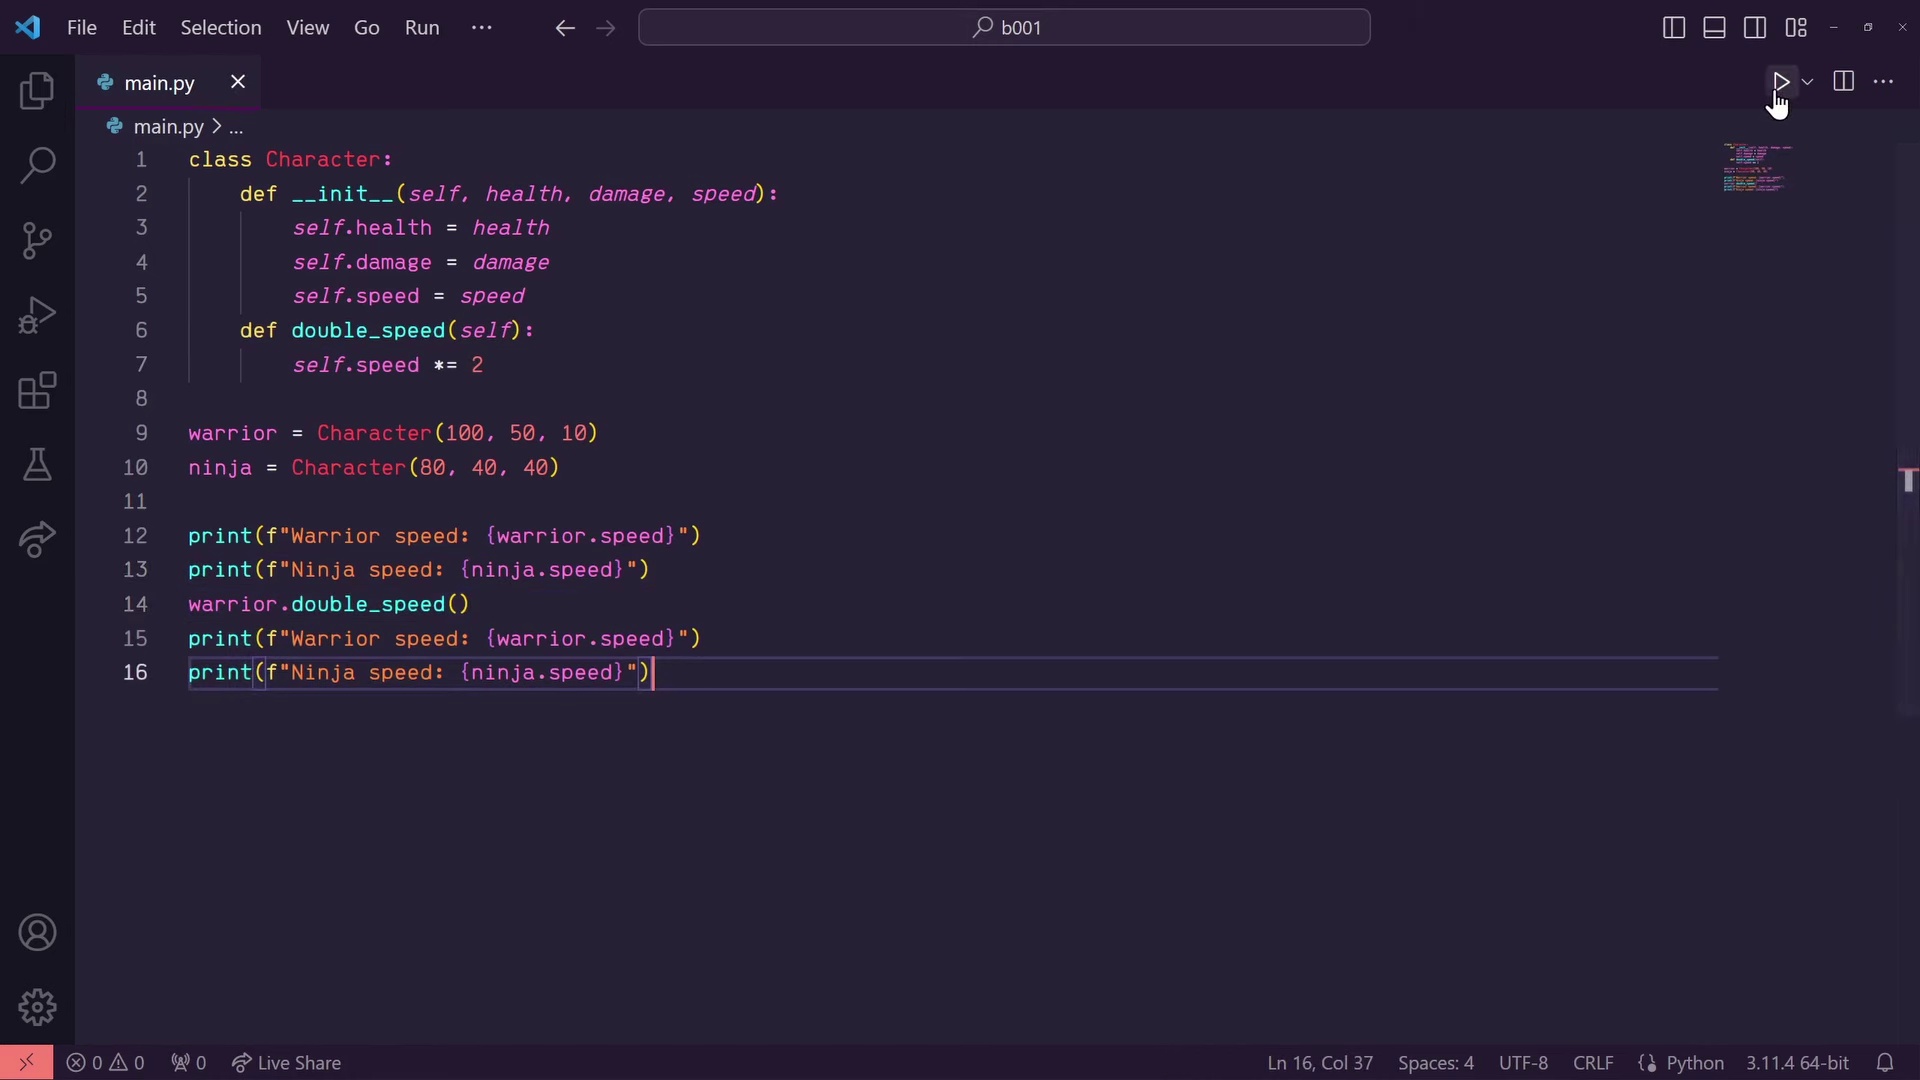 File Edit Selection View Go Run ···
b001
main.py
main.py > ...
1 class Character:
2     def __init__(self, health, damage, speed):
3         self.health = health
4         self.damage = damage
5         self.speed = speed
6     def double_speed(self):
7         self.speed *= 2
8
9 warrior = Character(100, 50, 10)
10 ninja = Character(80, 40, 40)
11
12 print(f"Warrior speed: {warrior.speed}")
13 print(f"Ninja speed: {ninja.speed}")
14 warrior.double_speed()
15 print(f"Warrior speed: {warrior.speed}")
16 print(f"Ninja speed: {ninja.speed}")
0 0 0 Live Share Ln 16, Col 37 Spaces: 4 UTF-8 CRLF {} Python 3.11.4 64-bit